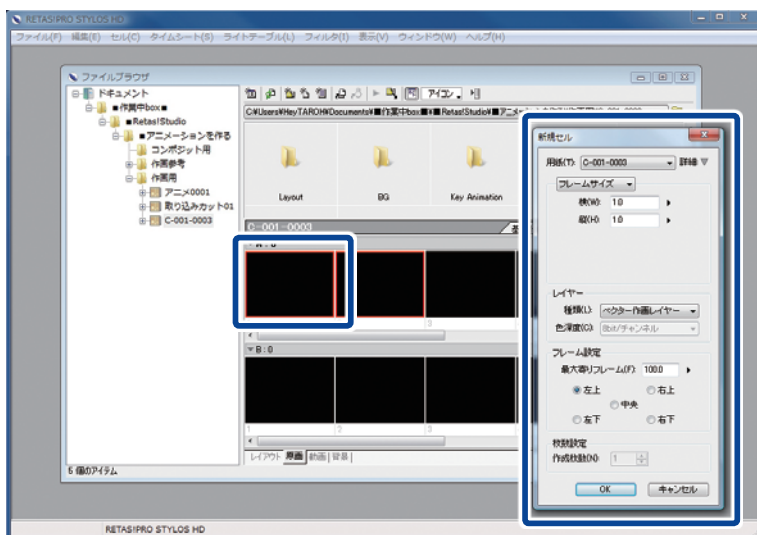 RETAS!PRO STYLOS HD
ファイル(F) 編集(E) セル(C) タイムシート(S) ライトテーブル(L) フィルタ(I) 表示(V) ウィンドウ(W) ヘルプ(H)
ファイルブラウザ
ドキュメント
■作業中box■
■Retas!Studio
■アニメーションを作る
コンポジット用
作画参考
作画用
アニメ0001
取り込みカット01
C-001-0003
アイコン
Layout
BG
Key Animation
C-001-0003
A : 0
3
B : 0
1
2
3
レイアウト 原画 動画 背景
5 個のアイテム
新規セル
用紙(T): C-001-0003 詳細
フレームサイズ
横(W): 1.0
縦(H): 1.0
レイヤー
種類(L): ベクター作画レイヤー
色深度(C): 8bit/チャンネル
フレーム設定
最大寄りフレーム(F): 100.0
左上 右上
中央
左下 右下
枚数設定
作成枚数(N): 1
OK キャンセル
RETAS!PRO STYLOS HD